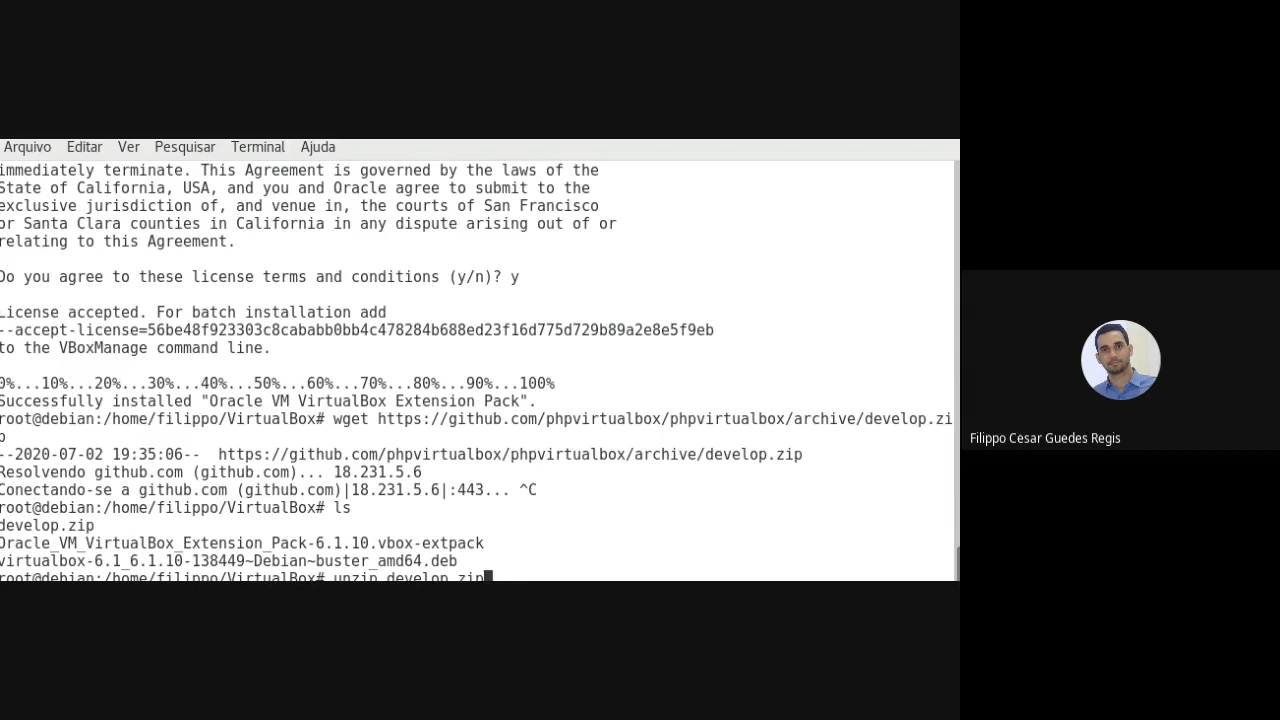 Arquivo Editar Ver Pesquisar Terminal Ajuda
immediately terminate. This Agreement is governed by the laws of the
State of California, USA, and you and Oracle agree to submit to the
exclusive jurisdiction of, and venue in, the courts of San Francisco
or Santa Clara counties in California in any dispute arising out of or
relating to this Agreement.
Do you agree to these license terms and conditions (y/n)? y
License accepted. For batch installation add
--accept-license=56be48f923303c8cababb0bb4c478284b688ed23f16d775d729b89a2e8e5f9eb
to the VBoxManage command line.
0%...10%...20%...30%...40%...50%...60%...70%...80%...90%...100%
Successfully installed "Oracle VM VirtualBox Extension Pack".
root@debian:/home/filippo/VirtualBox# wget https://github.com/phpvirtualbox/phpvirtualbox/archive/develop.zi
p
--2020-07-02 19:35:06--  https://github.com/phpvirtualbox/phpvirtualbox/archive/develop.zip
Resolvendo github.com (github.com)... 18.231.5.6
Conectando-se a github.com (github.com)|18.231.5.6|:443... ^C
root@debian:/home/filippo/VirtualBox# ls
develop.zip
Oracle_VM_VirtualBox_Extension_Pack-6.1.10.vbox-extpack
virtualbox-6.1_6.1.10-138449~Debian~buster_amd64.deb
root@debian:/home/filippo/VirtualBox# unzip develop.zip
Filippo Cesar Guedes Regis